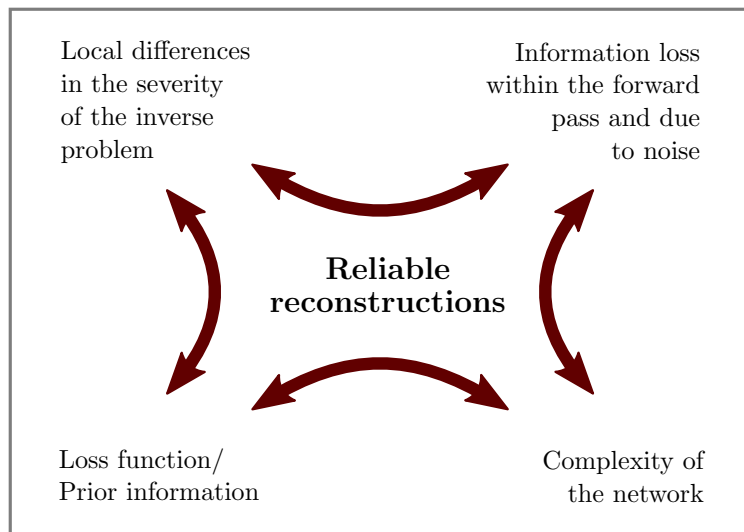 Local differences
in the severity
of the inverse
problem
Information loss
within the forward
pass and due
to noise
Reliable
reconstructions
Loss function/
Prior information
Complexity of
the network